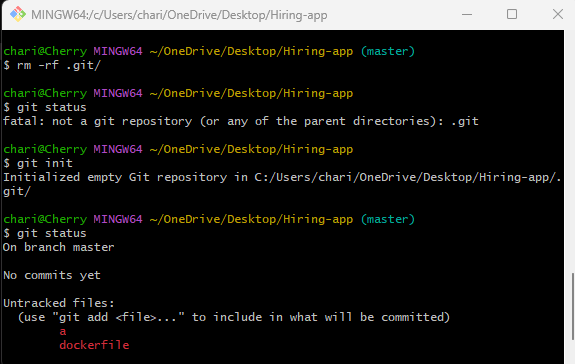 MINGW64:/c/Users/chari/OneDrive/Desktop/Hiring-app
chari@Cherry MINGW64 ~/OneDrive/Desktop/Hiring-app (master)
$ rm -rf .git/
chari@Cherry MINGW64 ~/OneDrive/Desktop/Hiring-app
$ git status
fatal: not a git repository (or any of the parent directories): .git
chari@Cherry MINGW64 ~/OneDrive/Desktop/Hiring-app
$ git init
Initialized empty Git repository in C:/Users/chari/OneDrive/Desktop/Hiring-app/.
git/
chari@Cherry MINGW64 ~/OneDrive/Desktop/Hiring-app (master)
$ git status
On branch master
No commits yet
Untracked files:
(use "git add <file>..." to include in what will be committed)
a
dockerfile